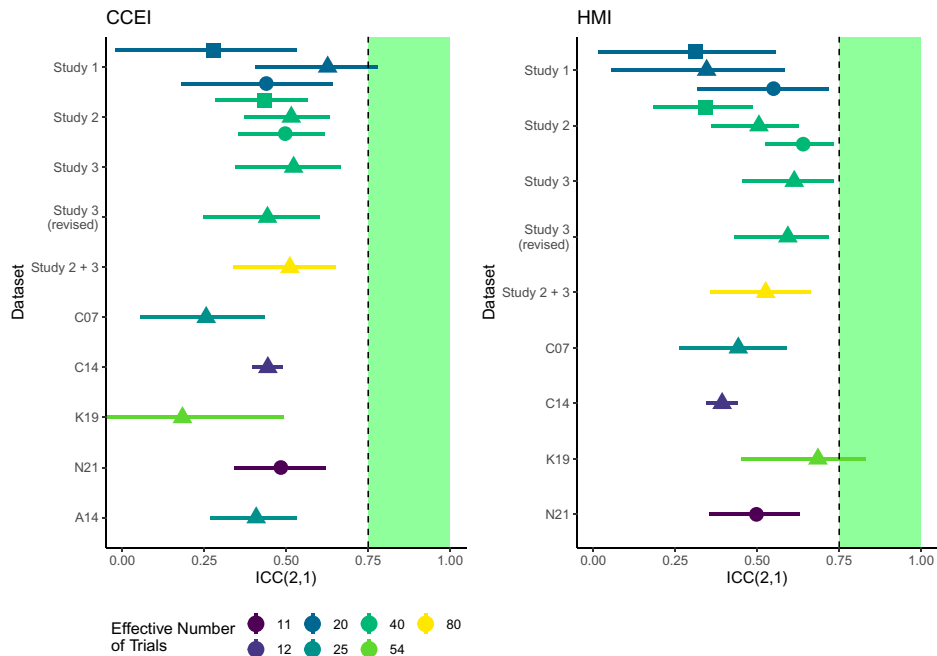 CCEI
HMI
Dataset
Study 1
Study 2
Study 3
Study 3
(revised)
Study 2 + 3
C07
C14
K19
N21
A14
0.00 0.25 0.50 0.75 1.00
ICC(2,1)
Dataset
Study 1
Study 2
Study 3
Study 3
(revised)
Study 2 + 3
C07
C14
K19
N21
0.00 0.25 0.50 0.75 1.00
ICC(2,1)
Effective Number
of Trials
11 20 40 80
12 25 54